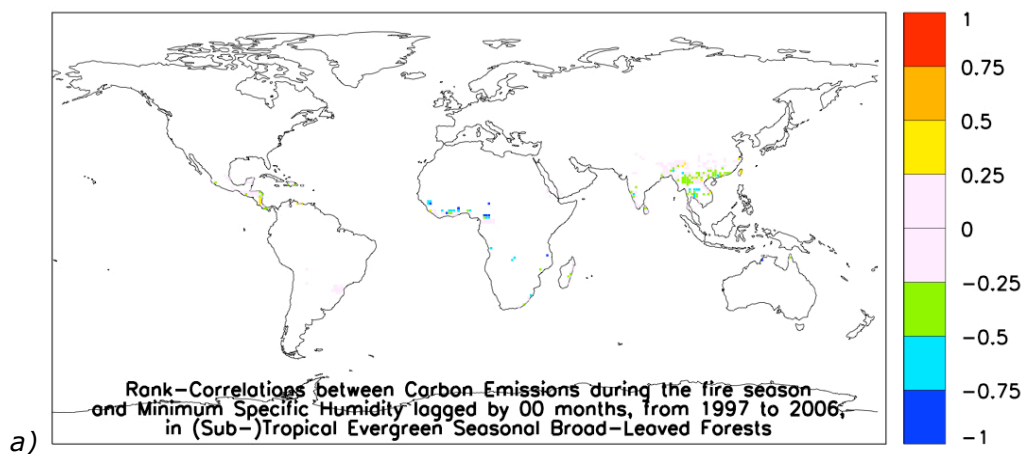 1
0.75
0.5
0.25
0
−0.25
−0.5
−0.75
−1
Rank−Correlations between Carbon Emissions during the fire season
and Minimum Specific Humidity lagged by 00 months, from 1997 to 2006,
in (Sub−)Tropical Evergreen Seasonal Broad−Leaved Forests
a)